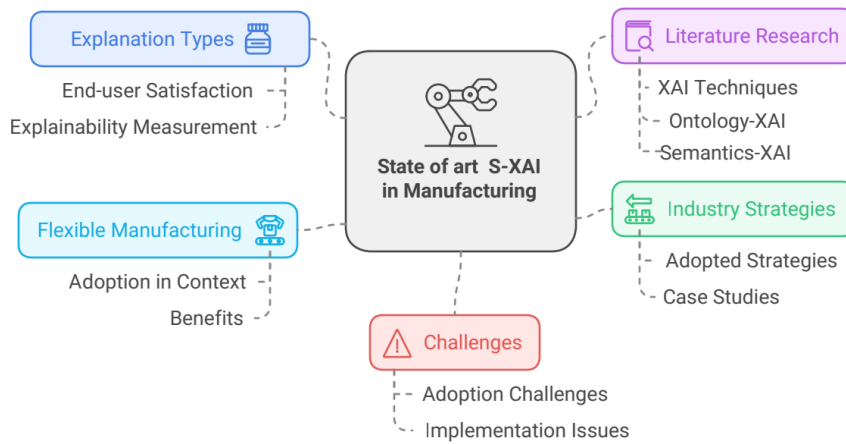 Explanation Types
End-user Satisfaction
Explainability Measurement
Flexible Manufacturing
Adoption in Context
Benefits
State of art S-XAI
in Manufacturing
Challenges
Adoption Challenges
Implementation Issues
Literature Research
XAI Techniques
Ontology-XAI
Semantics-XAI
Industry Strategies
Adopted Strategies
Case Studies